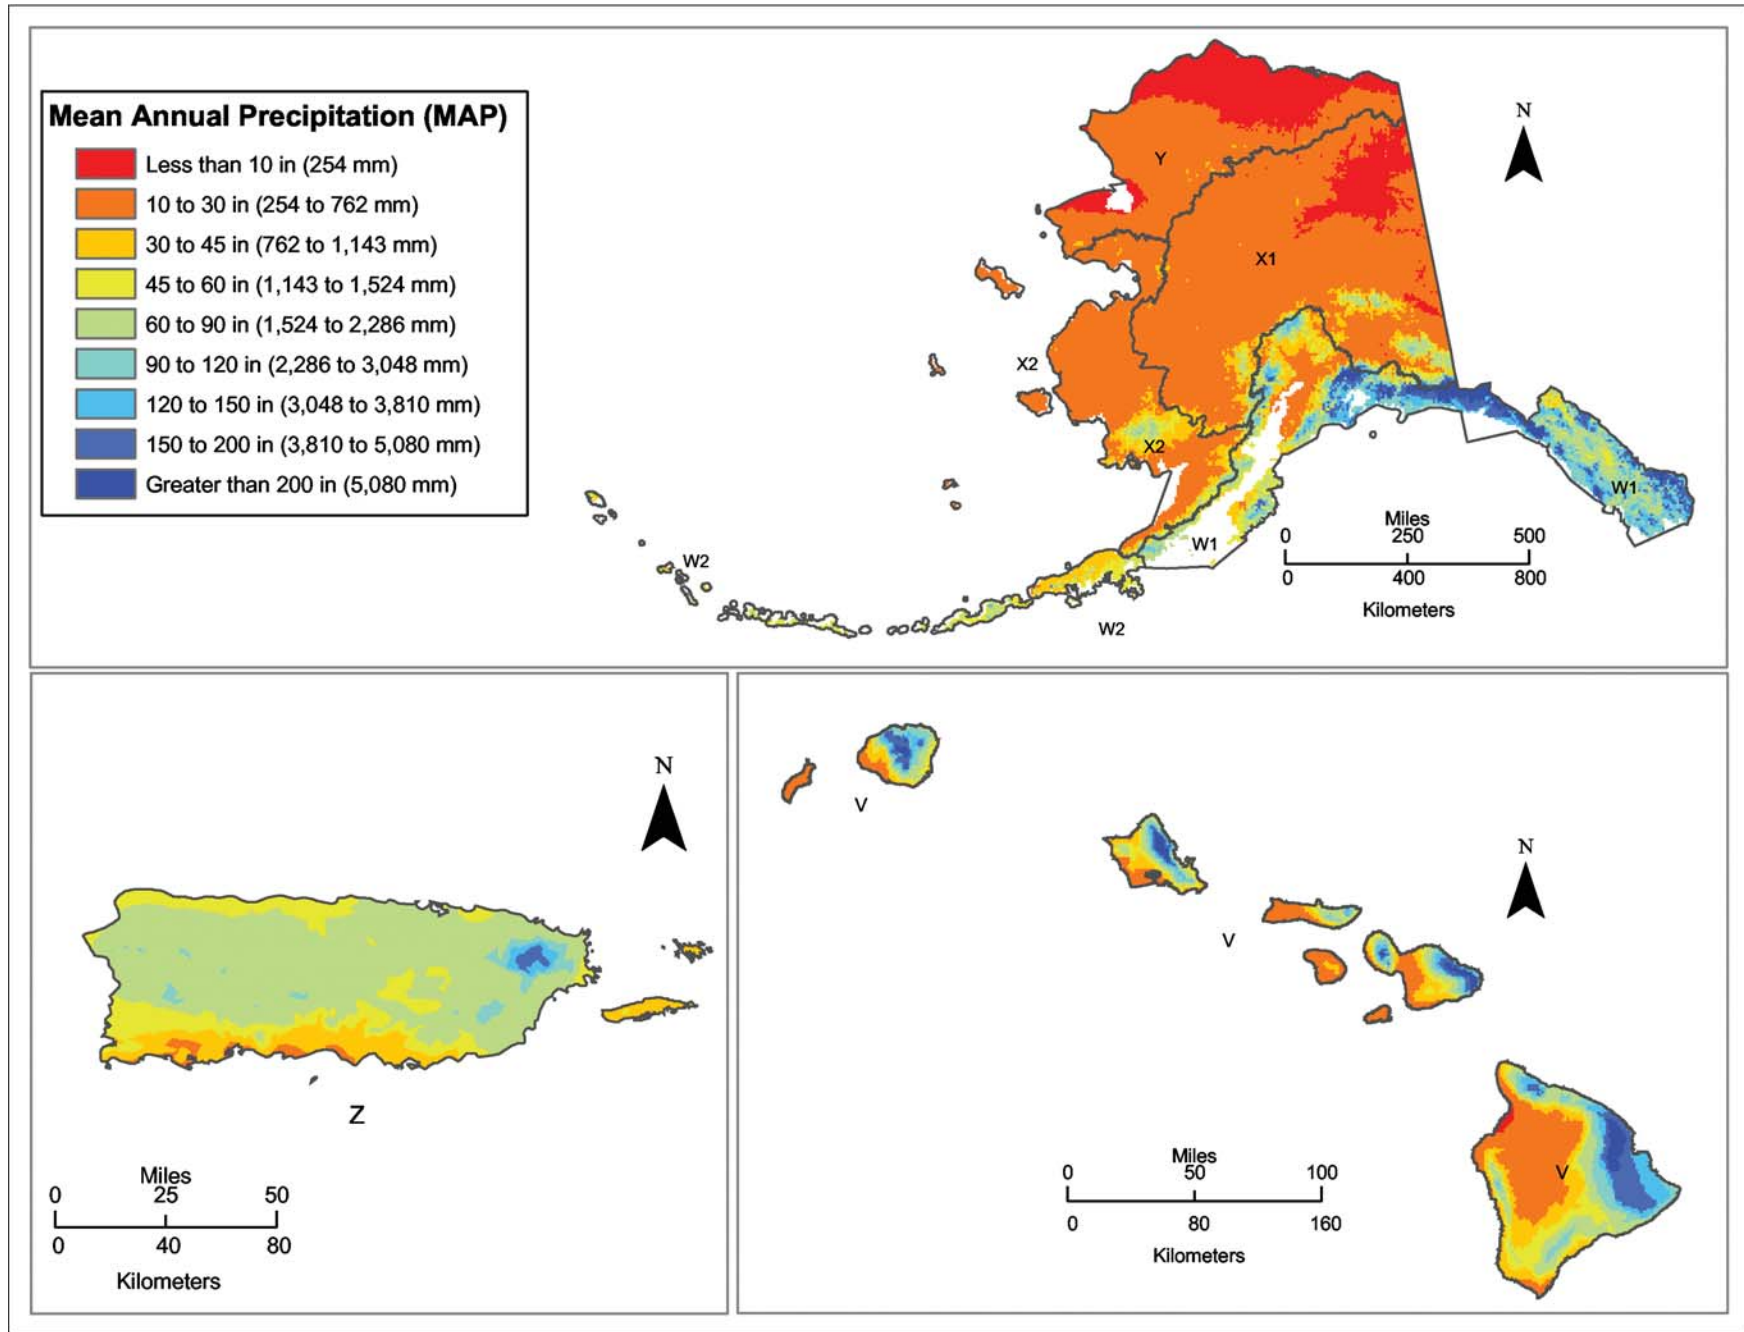 Mean Annual Precipitation (MAP)
Less than 10 in (254 mm)
10 to 30 in (254 to 762 mm)
30 to 45 in (762 to 1,143 mm)
45 to 60 in (1,143 to 1,524 mm)
60 to 90 in (1,524 to 2,286 mm)
90 to 120 in (2,286 to 3,048 mm)
120 to 150 in (3,048 to 3,810 mm)
150 to 200 in (3,810 to 5,080 mm)
Greater than 200 in (5,080 mm)
N
Y
X1
X2
X2
W1
W1
W2
W2
Miles
0 250 500
0 400 800
Kilometers
N
Z
Miles
0 25 50
0 40 80
Kilometers
V
V
N
V
Miles
0 50 100
0 80 160
Kilometers